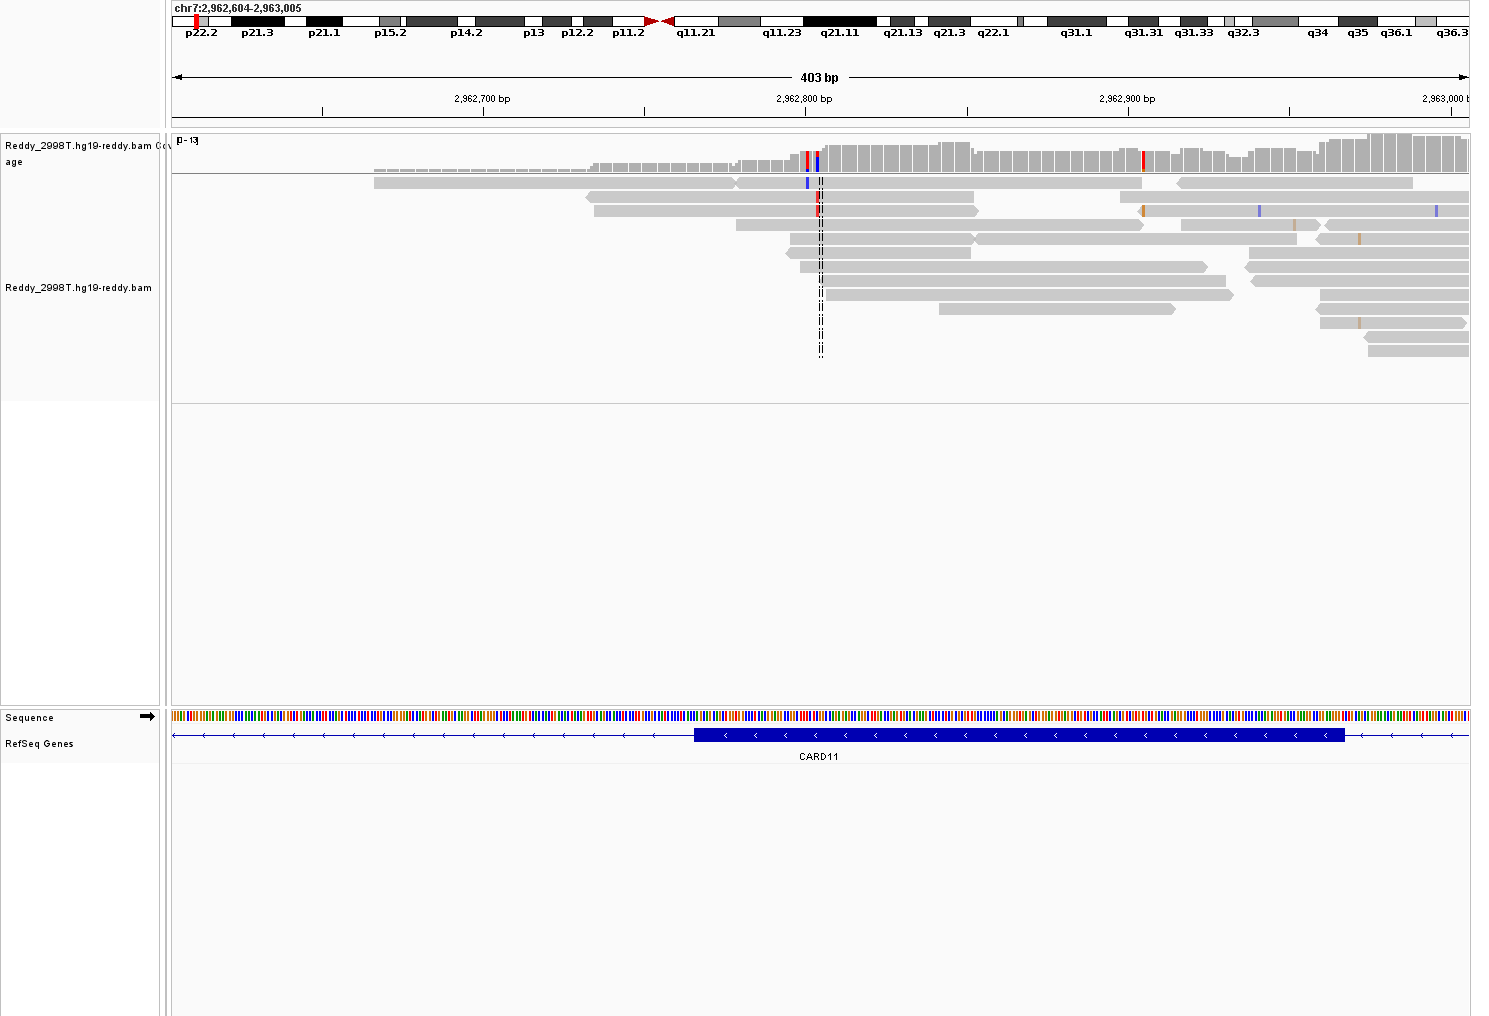 chr7:2,962,604-2,963,005
p22.2 p21.3 p21.1 p15.2 p14.2 p13 p12.2 p11.2 q11.21 q11.23 q21.11 q21.13 q21.3 q22.1 q31.1 q31.31 q31.33 q32.3 q34 q35 q36.1 q36.3
403 bp
2,962,700 bp 2,962,800 bp 2,962,900 bp 2,963,000 b
Reddy_2998T.hg19-reddy.bam Cov
age
[0 - 13]
Reddy_2998T.hg19-reddy.bam
Sequence
RefSeq Genes
CARD11